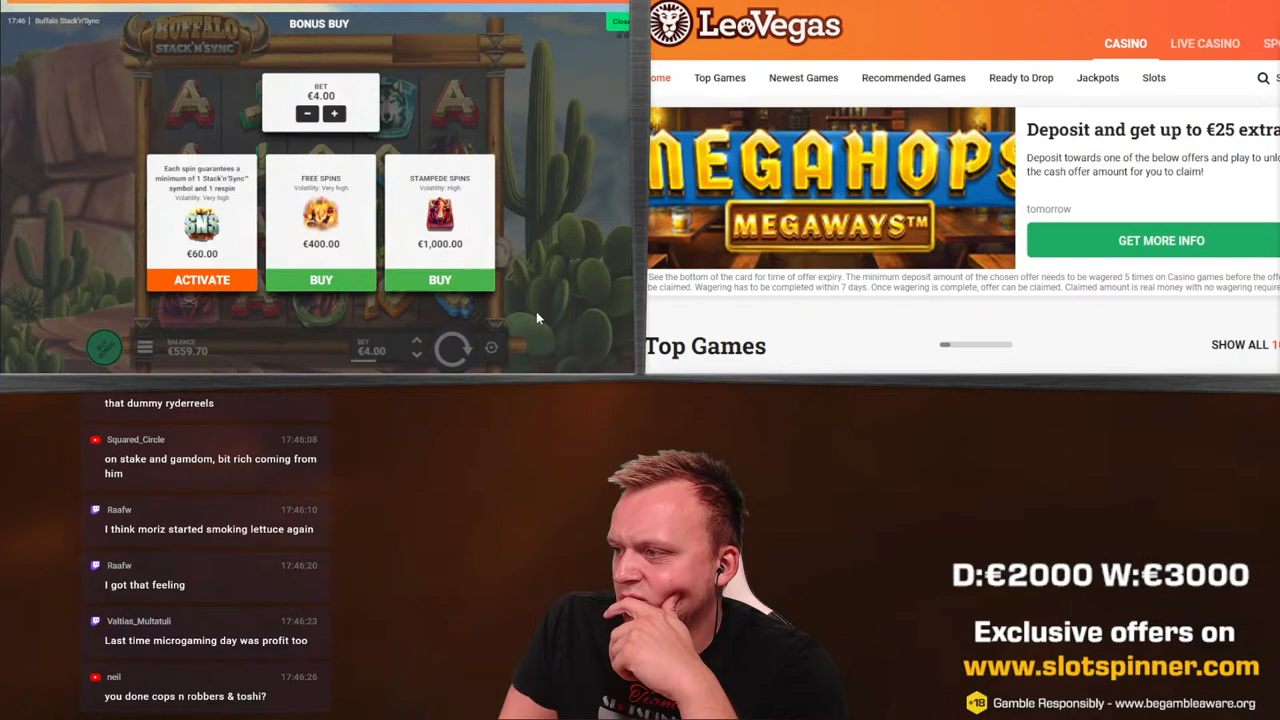 17:46 | Buffalo Stack'n'Sync
BONUS BUY
BUFFALO
STACK'N'SYNC
BET
€4.00
Each spin guarantees a
minimum of 1 Stack'n'Sync™
symbol and 1 respin
Volatility: Very high
SNS
€60.00
ACTIVATE
FREE SPINS
Volatility: Very high
€400.00
BUY
STAMPEDE SPINS
Volatility: High
€1,000.00
BUY
BUY
BONUS
BALANCE
€559.70
BET
€4.00
LeoVegas
CASINO
LIVE CASINO
Top Games
Newest Games
Recommended Games
Ready to Drop
Jackpots
Slots
MEGAWAYS™
Deposit and get up to €25 extra
Deposit towards one of the below offers and play to
the cash offer amount for you to claim!
tomorrow
GET MORE INFO
See the bottom of the card for time of offer expiry. The minimum deposit amount of the chosen offer needs to be wagered 5 times on Casino games before the
be claimed. Wagering has to be completed within 7 days. Once wagering is complete, offer can be claimed. Claimed amount is real money with no wagering
Top Games
SHOW ALL
that dummy ryderreels
Squared_Circle 17:46:08
on stake and gamdom, bit rich coming from
him
Raafw 17:46:10
I think moriz started smoking lettuce again
Raafw 17:46:20
I got that feeling
Valtias_Multatuli 17:46:23
Last time microgaming day was profit too
neil 17:46:26
you done cops n robbers & toshi?
D:€2000 W:€3000
Exclusive offers on
www.slotspinner.com
+18 Gamble Responsibly - www.begambleaware.org